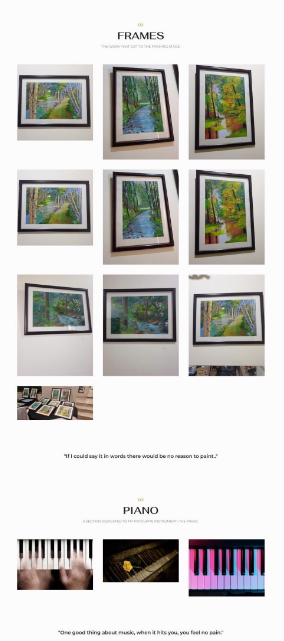 FRAMES
"If I could say it in words there would be no reason to paint.."
PIANO
"One good thing about music, when it hits you, you feel no pain."